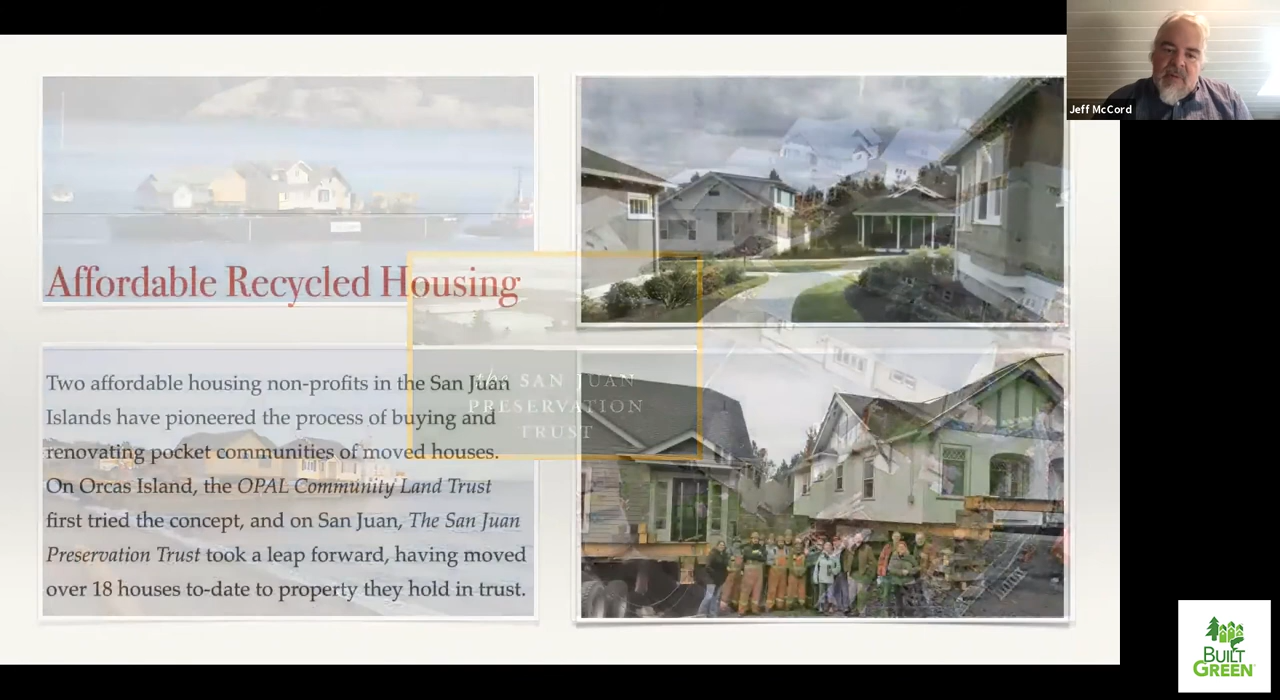 Jeff McCord
Affordable Recycled Housing
Two affordable housing non-profits in the San Juan
Islands have pioneered the process of buying and
renovating pocket communities of moved houses.
On Orcas Island, the OPAL Community Land Trust
first tried the concept, and on San Juan, The San Juan
Preservation Trust took a leap forward, having moved
over 18 houses to-date to property they hold in trust.
the SAN JUAN
PRESERVATION
TRUST
BUILT
GREEN